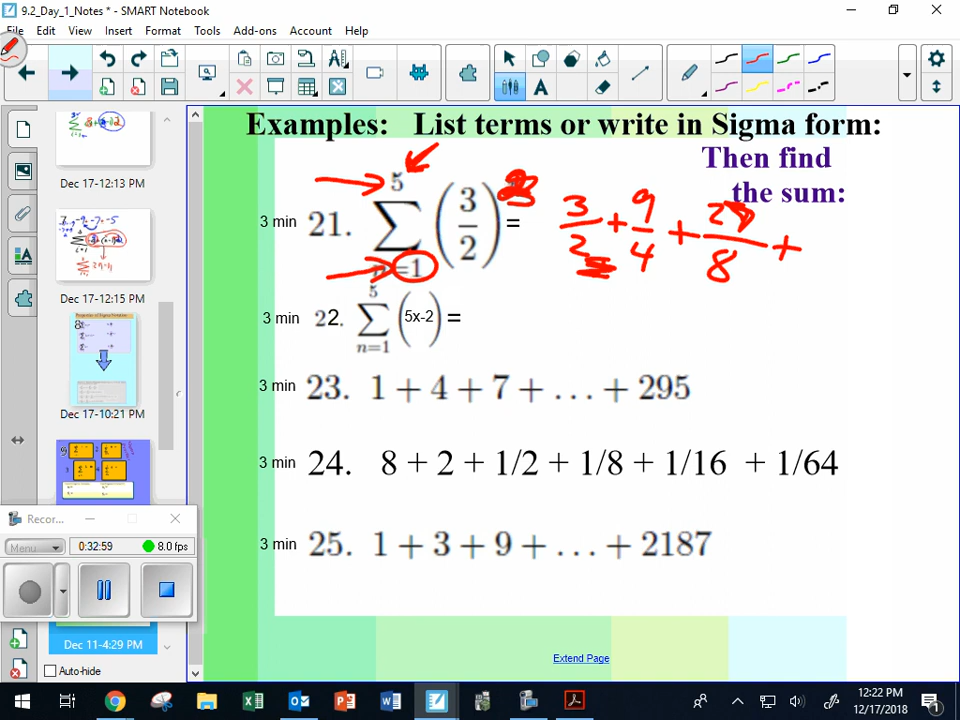 9.2_Day_1_Notes * - SMART Notebook
File Edit View Insert Format Tools Add-ons Account Help
Dec 17-12:13 PM
Dec 17-12:15 PM
Dec 17-10:21 PM
Dec 11-4:29 PM
Auto-hide
Recor...
Menu
0:32:59
8.0 fps
Examples: List terms or write in Sigma form:
Then find
the sum:
3 min 21. 5 ∑ =1 (3/2) = 3/2 + 9/4 + 27/8 +
3 min 22. 5 ∑ n=1 (5x-2) =
3 min 23. 1 + 4 + 7 + ... + 295
3 min 24. 8 + 2 + 1/2 + 1/8 + 1/16 + 1/64
3 min 25. 1 + 3 + 9 + ... + 2187
Extend Page
12:22 PM
12/17/2018
1